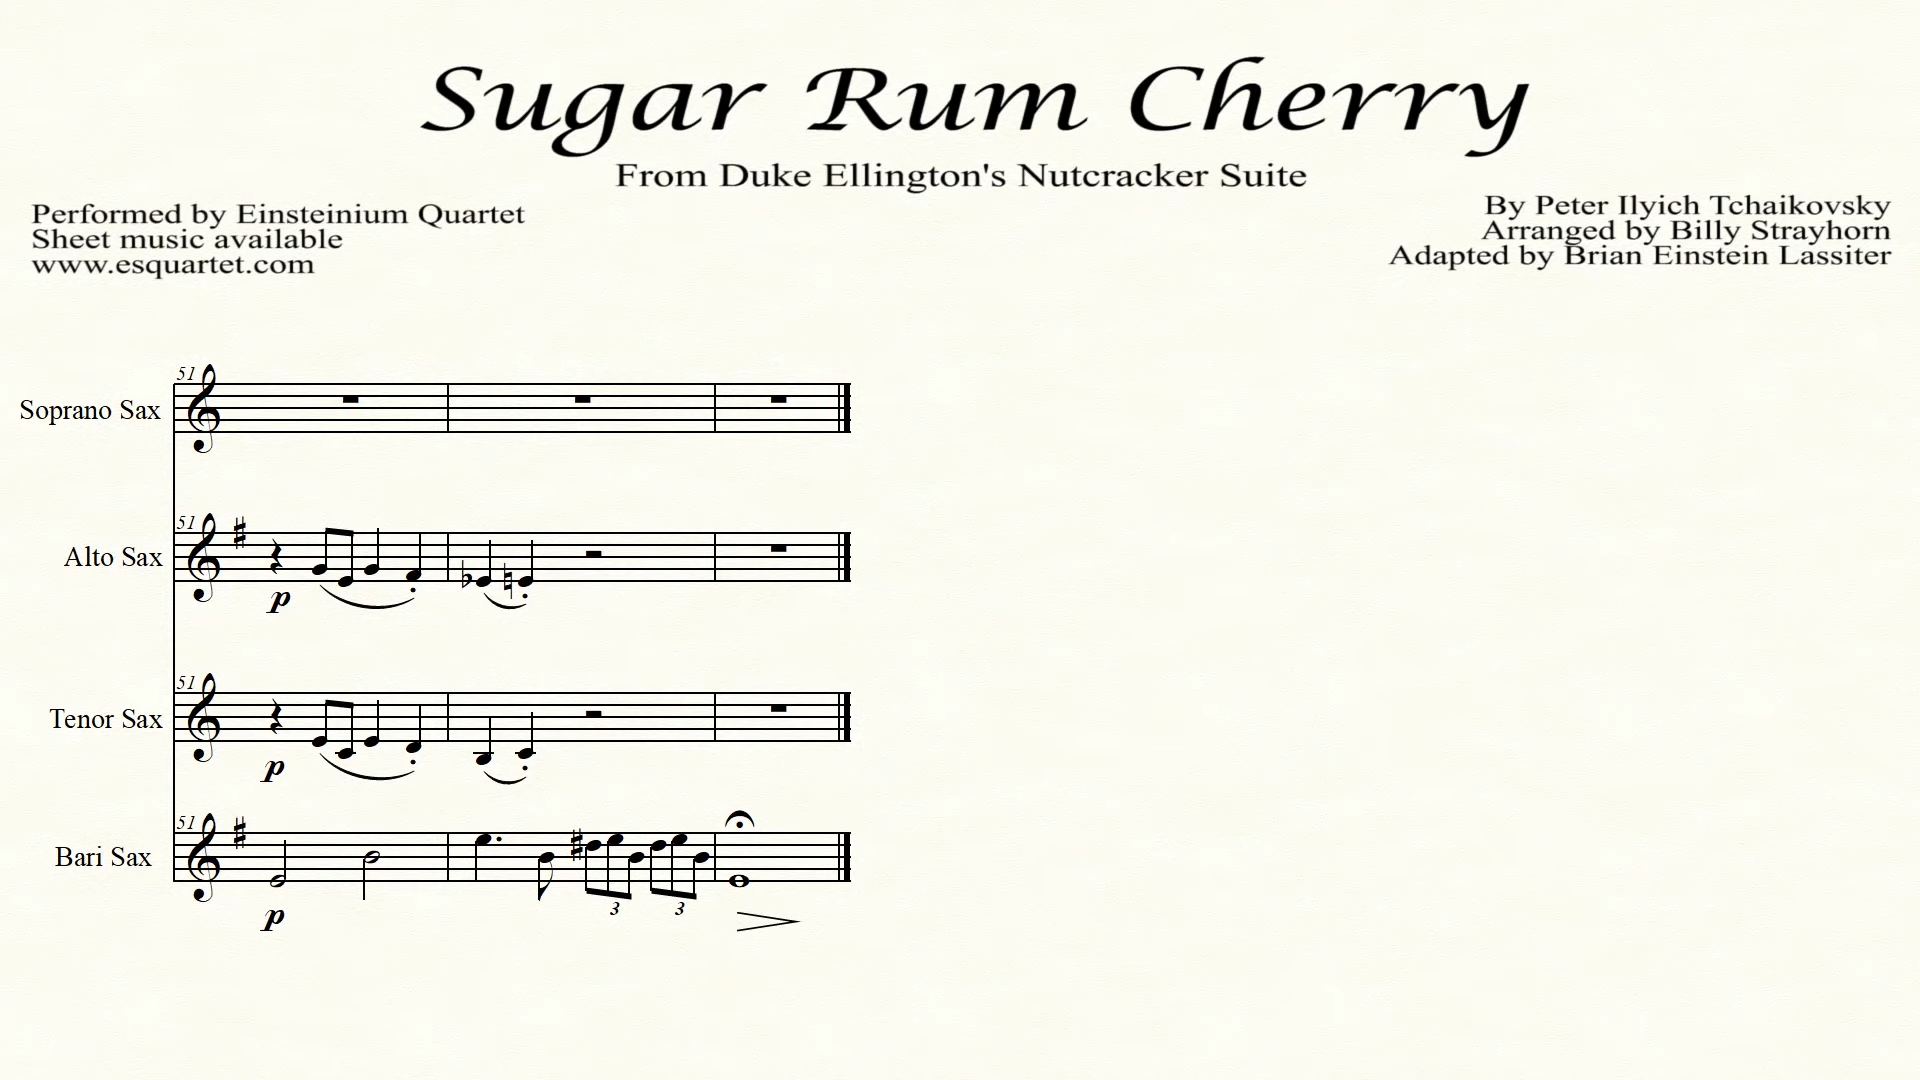 Sugar Rum Cherry
From Duke Ellington's Nutcracker Suite
Performed by Einsteinium Quartet
Sheet music available
www.esquartet.com
By Peter Ilyich Tchaikovsky
Arranged by Billy Strayhorn
Adapted by Brian Einstein Lassiter
51
Soprano Sax
51
Alto Sax
p
51
Tenor Sax
p
51
Bari Sax
p
3 3